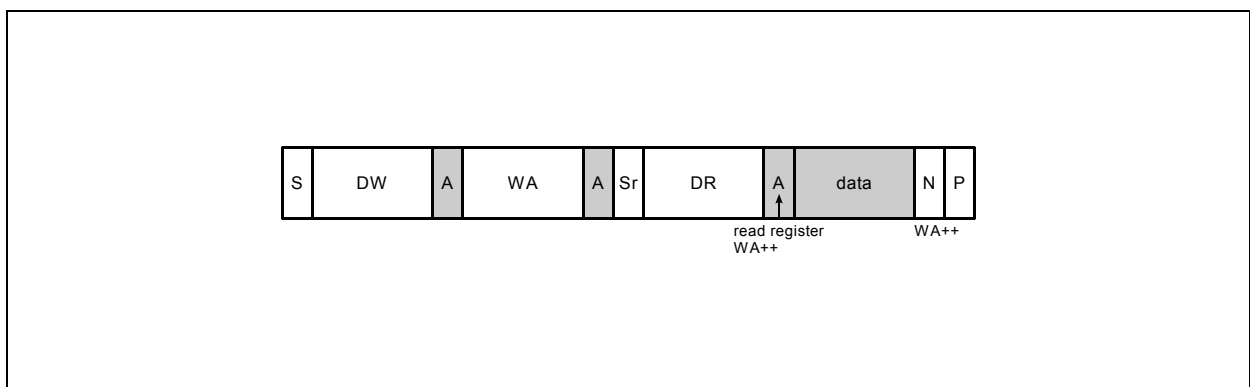 S DW A WA A Sr DR A data N P
read register WA++
WA++